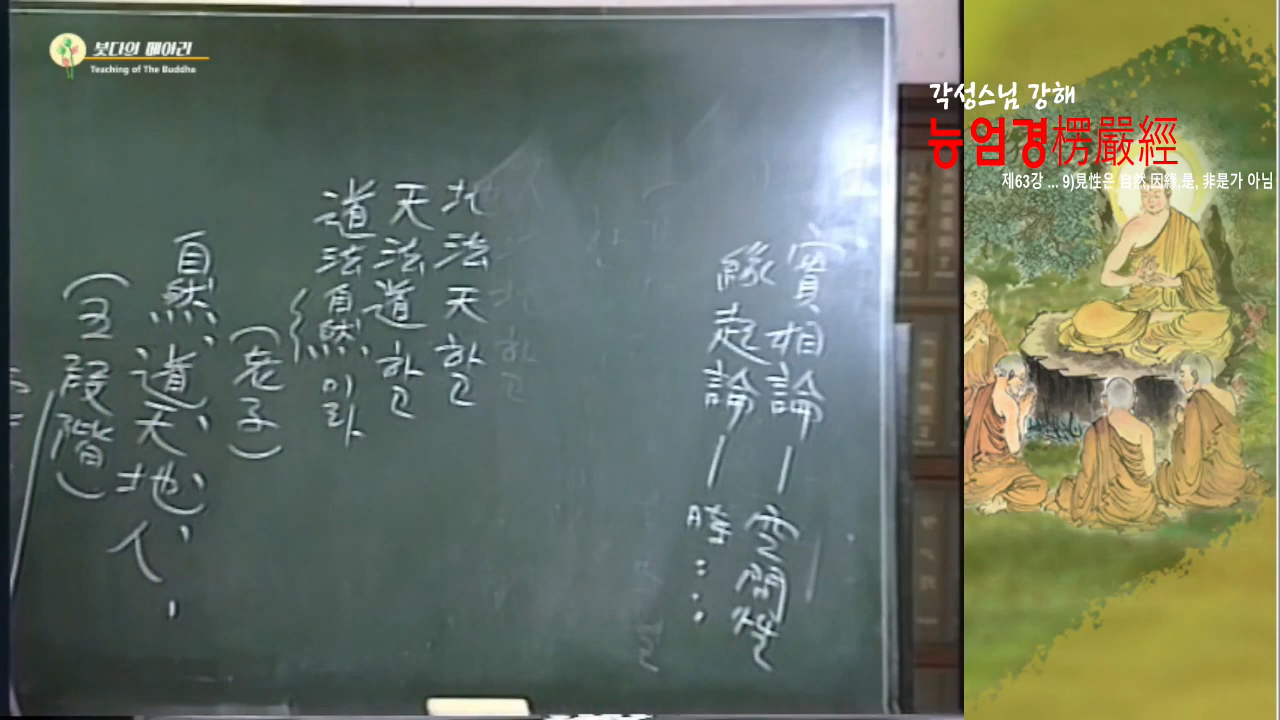 붓다의 메아리
Teaching of The Buddha
각성스님 강해
능엄경楞嚴經
제63강 ... 9)見性은 自然,因緣,是, 非是가 아님
實相論 ー 空間性
緣起論 ー 時〃〃
地法天하고
天法道하고
道法自然이라
(老子)
自然、道、天、地、人、
(五段階)